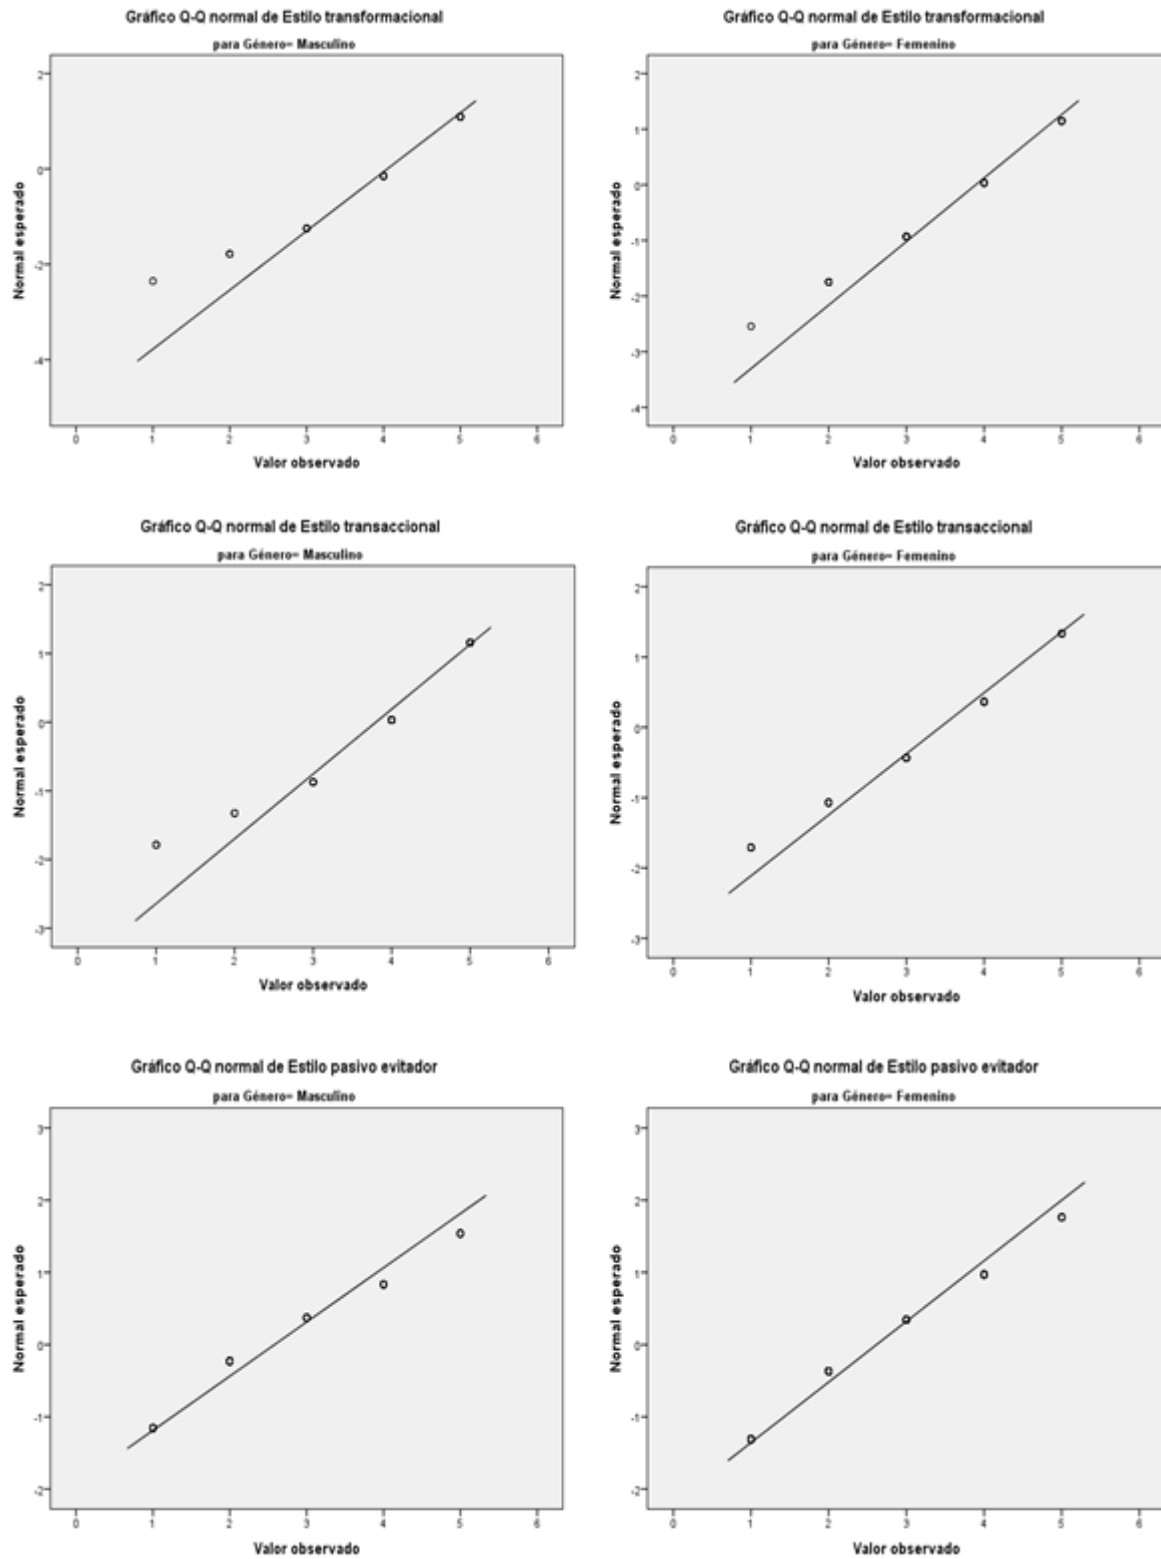 Gráfico Q-Q normal de Estilo transformacional
para Género= Masculino
Normal esperado
2
0
-2
-4
0 1 2 3 4 5 6
Valor observado
Gráfico Q-Q normal de Estilo transformacional
para Género= Femenino
Normal esperado
2
1
0
-1
-2
-3
-4
0 1 2 3 4 5 6
Valor observado
Gráfico Q-Q normal de Estilo transaccional
para Género= Masculino
Normal esperado
2
1
0
-1
-2
-3
0 1 2 3 4 5 6
Valor observado
Gráfico Q-Q normal de Estilo transaccional
para Género= Femenino
Normal esperado
2
1
0
-1
-2
-3
0 1 2 3 4 5 6
Valor observado
Gráfico Q-Q normal de Estilo pasivo evitador
para Género= Masculino
Normal esperado
3
2
1
0
-1
-2
0 1 2 3 4 5 6
Valor observado
Gráfico Q-Q normal de Estilo pasivo evitador
para Género= Femenino
Normal esperado
3
2
1
0
-1
-2
0 1 2 3 4 5 6
Valor observado